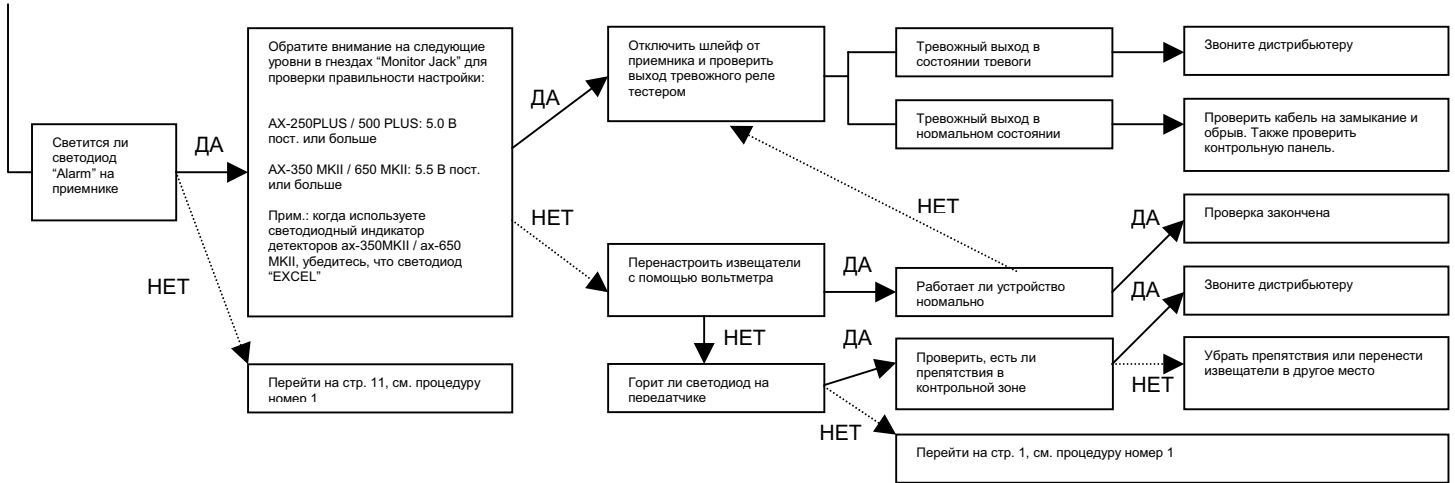 Светится ли
светодиод
“Alarm” на
приемнике
ДА
НЕТ
Обратите внимание на следующие
уровни в гнездах “Monitor Jack” для
проверки правильности настройки:
AX-250PLUS / 500 PLUS: 5.0 В
пост. или больше
AX-350 MKII / 650 MKII: 5.5 В пост.
или больше
Прим.: когда используете
светодиодный индикатор
детекторов ax-350MKII / ax-650
MKII, убедитесь, что светодиод
“EXCEL”
Перейти на стр. 11, см. процедуру
номер 1
ДА
НЕТ
Отключить шлейф от
приемника и проверить
выход тревожного реле
тестером
Тревожный выход в
состоянии тревоги
Звоните дистрибьютеру
Тревожный выход в
нормальном состоянии
Проверить кабель на замыкание и
обрыв. Также проверить
контрольную панель.
НЕТ
Перенастроить извещатели
с помощью вольтметра
ДА
Работает ли устройство
нормально
ДА
Проверка закончена
НЕТ
Горит ли светодиод на
передатчике
ДА
Проверить, есть ли
препятствия в
контрольной зоне
ДА
Звоните дистрибьютеру
НЕТ
Убрать препятствия или перенести
извещатели в другое место
НЕТ
Перейти на стр. 1, см. процедуру номер 1